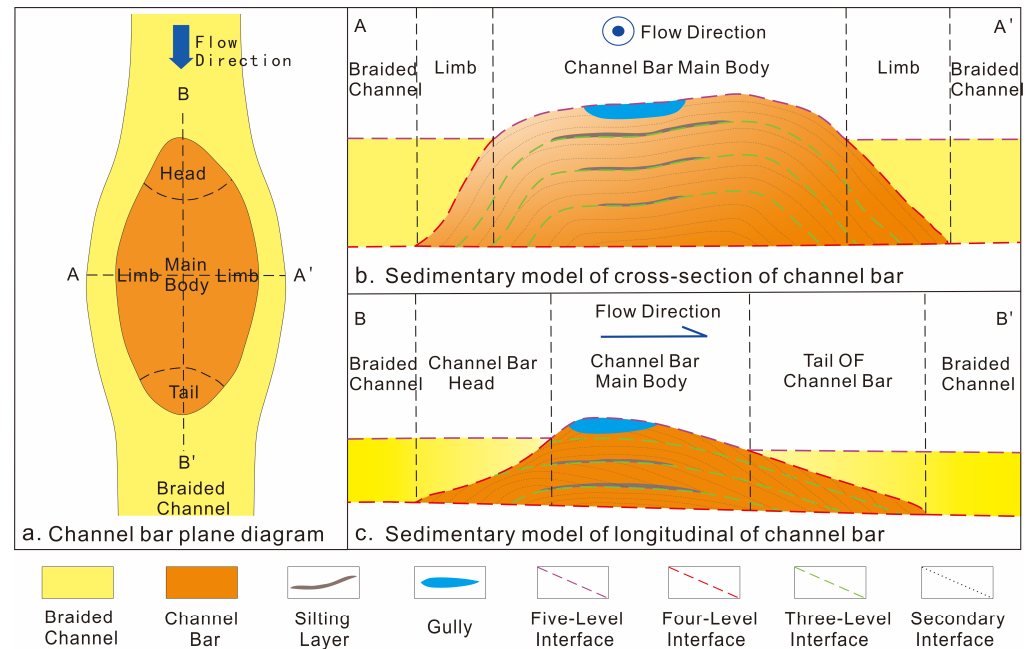 Flow
Direction
B
Head
A
Limb
Main
Body
Limb
A'
Tail
B'
Braided
Channel
a. Channel bar plane diagram
A
Flow Direction
A'
Braided
Channel
Limb
Channel Bar Main Body
Limb
Braided
Channel
b. Sedimentary model of cross-section of channel bar
B
Flow Direction
B'
Braided
Channel
Channel Bar
Head
Channel Bar
Main Body
Tail OF
Channel Bar
Braided
Channel
c. Sedimentary model of longitudinal of channel bar
Braided
Channel
Channel
Bar
Silting
Layer
Gully
Five-Level
Interface
Four-Level
Interface
Three-Level
Interface
Secondary
Interface